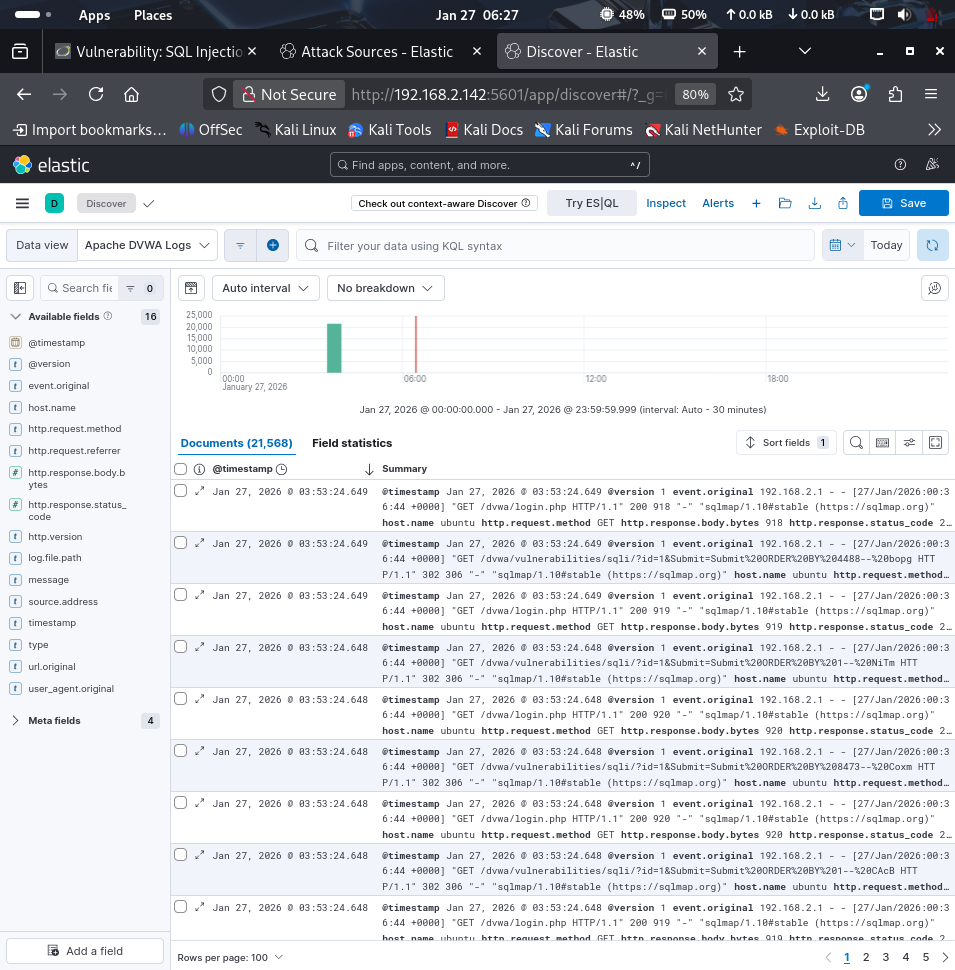 Apps Places Jan 27 06:27 48% 50% 0.0 kB 0.0 kB
Vulnerability: SQL Injectio Attack Sources - Elastic Discover - Elastic
Not Secure http://192.168.2.142:5601/app/discover#/?_g= 80%
Import bookmarks... OffSec Kali Linux Kali Tools Kali Docs Kali Forums Kali NetHunter Exploit-DB
elastic Find apps, content, and more. ^/
D Discover Check out context-aware Discover Try ES|QL Inspect Alerts Save
Data view Apache DVWA Logs Filter your data using KQL syntax Today
Search fie 0 Auto interval No breakdown
Available fields 16
@timestamp
@version
event.original
host.name
http.request.method
http.request.referrer
http.response.body.b
ytes
http.response.status_
code
http.version
log.file.path
message
source.address
timestamp
type
url.original
user_agent.original
Meta fields 4
Add a field
25,000
20,000
15,000
10,000
5,000
0
00:00 06:00 12:00 18:00
January 27, 2026
Jan 27, 2026 @ 00:00:00.000 - Jan 27, 2026 @ 23:59:59.999 (interval: Auto - 30 minutes)
Documents (21,568) Field statistics Sort fields 1
@timestamp Summary
Jan 27, 2026 @ 03:53:24.649 @timestamp Jan 27, 2026 @ 03:53:24.649 @version 1 event.original 192.168.2.1 - - [27/Jan/2026:00:3
6:44 +0000] "GET /dvwa/login.php HTTP/1.1" 200 918 "-" "sqlmap/1.10#stable (https://sqlmap.org)"
host.name ubuntu http.request.method GET http.response.body.bytes 918 http.response.status_code 2...
Jan 27, 2026 @ 03:53:24.649 @timestamp Jan 27, 2026 @ 03:53:24.649 @version 1 event.original 192.168.2.1 - - [27/Jan/2026:00:3
6:44 +0000] "GET /dvwa/vulnerabilities/sqli/?id=1&Submit=Submit%20ORDER%20BY%204488--%20bopg HTT
P/1.1" 302 306 "-" "sqlmap/1.10#stable (https://sqlmap.org)" host.name ubuntu http.request.method...
Jan 27, 2026 @ 03:53:24.649 @timestamp Jan 27, 2026 @ 03:53:24.649 @version 1 event.original 192.168.2.1 - - [27/Jan/2026:00:3
6:44 +0000] "GET /dvwa/login.php HTTP/1.1" 200 919 "-" "sqlmap/1.10#stable (https://sqlmap.org)"
host.name ubuntu http.request.method GET http.response.body.bytes 919 http.response.status_code 2...
Jan 27, 2026 @ 03:53:24.648 @timestamp Jan 27, 2026 @ 03:53:24.648 @version 1 event.original 192.168.2.1 - - [27/Jan/2026:00:3
6:44 +0000] "GET /dvwa/vulnerabilities/sqli/?id=1&Submit=Submit%20ORDER%20BY%201--%20NiTm HTT
P/1.1" 302 306 "-" "sqlmap/1.10#stable (https://sqlmap.org)" host.name ubuntu http.request.method...
Jan 27, 2026 @ 03:53:24.648 @timestamp Jan 27, 2026 @ 03:53:24.648 @version 1 event.original 192.168.2.1 - - [27/Jan/2026:00:3
6:44 +0000] "GET /dvwa/login.php HTTP/1.1" 200 920 "-" "sqlmap/1.10#stable (https://sqlmap.org)"
host.name ubuntu http.request.method GET http.response.body.bytes 920 http.response.status_code 2...
Jan 27, 2026 @ 03:53:24.648 @timestamp Jan 27, 2026 @ 03:53:24.648 @version 1 event.original 192.168.2.1 - - [27/Jan/2026:00:3
6:44 +0000] "GET /dvwa/vulnerabilities/sqli/?id=1&Submit=Submit%20ORDER%20BY%208473--%20Coxm HTT
P/1.1" 302 306 "-" "sqlmap/1.10#stable (https://sqlmap.org)" host.name ubuntu http.request.method...
Jan 27, 2026 @ 03:53:24.648 @timestamp Jan 27, 2026 @ 03:53:24.648 @version 1 event.original 192.168.2.1 - - [27/Jan/2026:00:3
6:44 +0000] "GET /dvwa/login.php HTTP/1.1" 200 920 "-" "sqlmap/1.10#stable (https://sqlmap.org)"
host.name ubuntu http.request.method GET http.response.body.bytes 920 http.response.status_code 2...
Jan 27, 2026 @ 03:53:24.648 @timestamp Jan 27, 2026 @ 03:53:24.648 @version 1 event.original 192.168.2.1 - - [27/Jan/2026:00:3
6:44 +0000] "GET /dvwa/vulnerabilities/sqli/?id=1&Submit=Submit%20ORDER%20BY%201--%20CAcB HTT
P/1.1" 302 306 "-" "sqlmap/1.10#stable (https://sqlmap.org)" host.name ubuntu http.request.method...
Jan 27, 2026 @ 03:53:24.648 @timestamp Jan 27, 2026 @ 03:53:24.648 @version 1 event.original 192.168.2.1 - - [27/Jan/2026:00:3
6:44 +0000] "GET /dvwa/login.php HTTP/1.1" 200 919 "-" "sqlmap/1.10#stable (https://sqlmap.org)"
host.name ubuntu http.request.method GET http.response.body.bytes 919 http.response.status_code 2...
Rows per page: 100 1 2 3 4 5